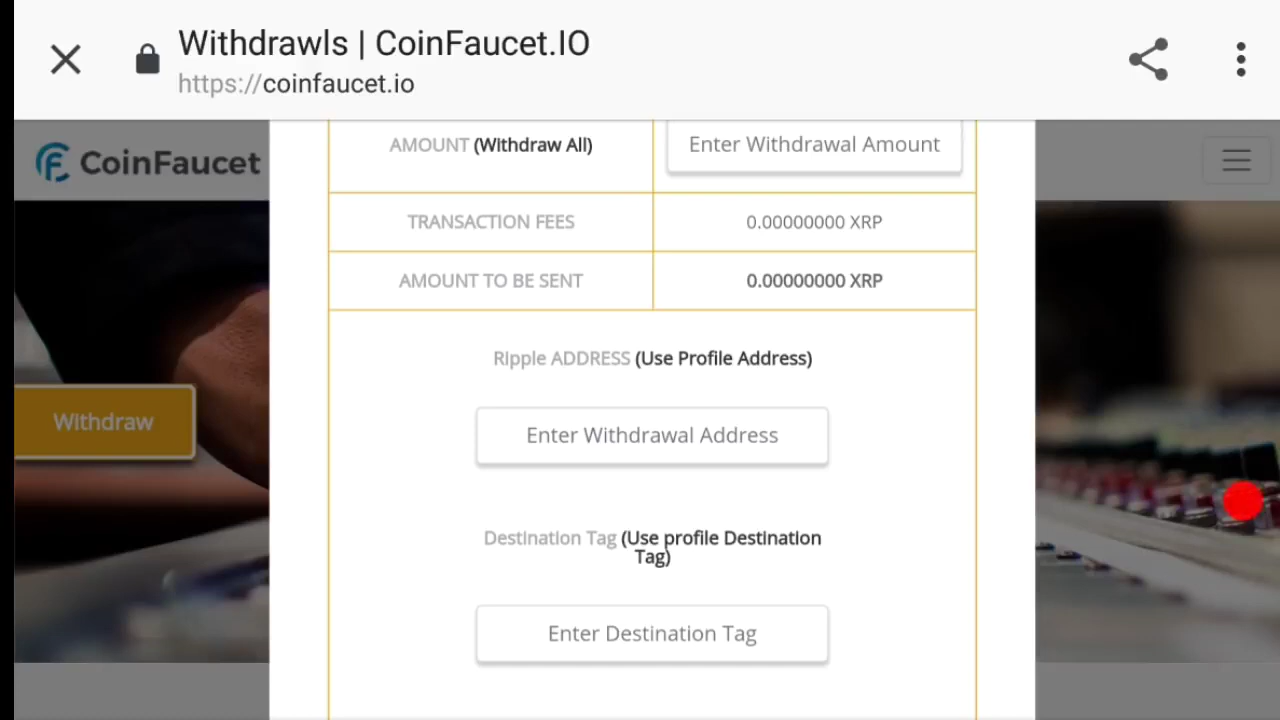 Withdrawls | CoinFaucet.IO
https://coinfaucet.io
CoinFaucet
AMOUNT (Withdraw All)
Enter Withdrawal Amount
TRANSACTION FEES
0.00000000 XRP
AMOUNT TO BE SENT
0.00000000 XRP
RIpple ADDRESS (Use Profile Address)
Withdraw
Enter Withdrawal Address
Destination Tag (Use profile Destination
Tag)
Enter Destination Tag